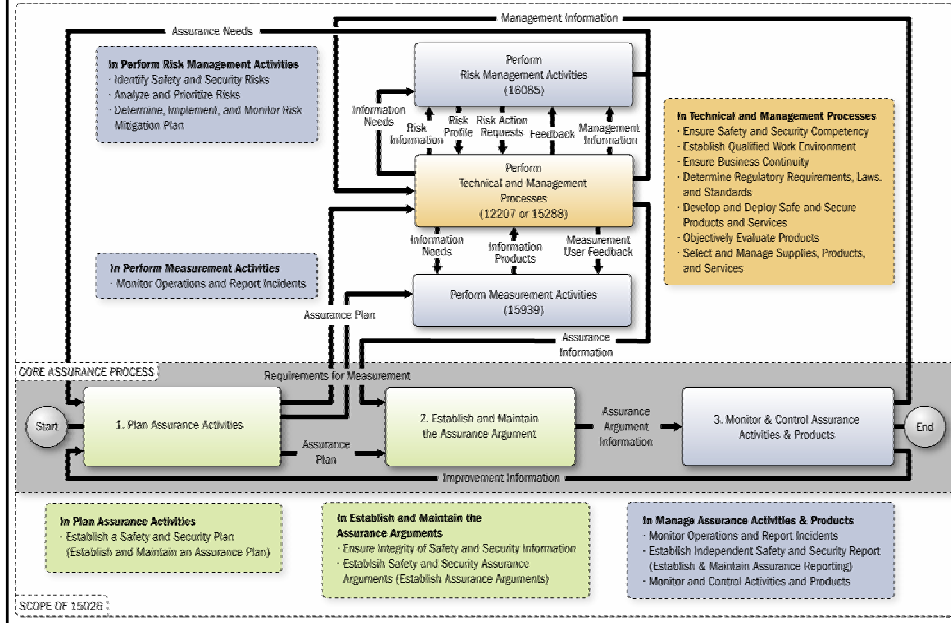 Management Information
Assurance Needs
In Perform Risk Management Activities
· Identify Safety and Security Risks
· Analyze and Prioritize Risks
· Determine, Implement, and Monitor Risk
Mitigation Plan
Perform
Risk Management Activities
(16085)
Information
Needs
Risk
Information
Risk
Profile
Risk Action
Requests
Feedback
Management
Information
Perform
Technical and Management
Processes
(12207 or 15288)
In Technical and Management Processes
· Ensure Safety and Security Competency
· Establish Qualified Work Environment
· Ensure Business Continuity
· Determine Regulatory Requirements, Laws.
and Standards
· Develop and Deploy Safe and Secure
Products and Services
· Objectively Evaluate Products
· Select and Manage Supplies, Products,
and Services
Information
Needs
Information
Products
Measurement
User Feedback
In Perform Measurement Activities
· Monitor Operations and Report Incidents
Perform Measurement Activities
(15939)
Assurance Plan
Assurance
Information
CORE ASSURANCE PROCESS
Requirements for Measurement
Start
1. Plan Assurance Activities
Assurance
Plan
2. Establish and Maintain
the Assurance Argument
Assurance
Argument
Information
3. Monitor & Control Assurance
Activities & Products
End
Improvement Information
In Plan Assurance Activities
· Establish a Safety and Security Plan
(Establish and Maintain an Assurance Plan)
In Establish and Maintain the
Assurance Arguments
· Ensure Integrity of Safety and Security Information
· Establsih Safety and Security Assurance
Arguments (Establish Assurance Arguments)
In Manage Assurance Activities & Products
· Monitor Operations and Report Incidents
· Establish Independent Safety and Security Report
(Establish & Maintain Assurance Reporting)
· Monitor and Control Activities and Products
SCOPE OF 15026